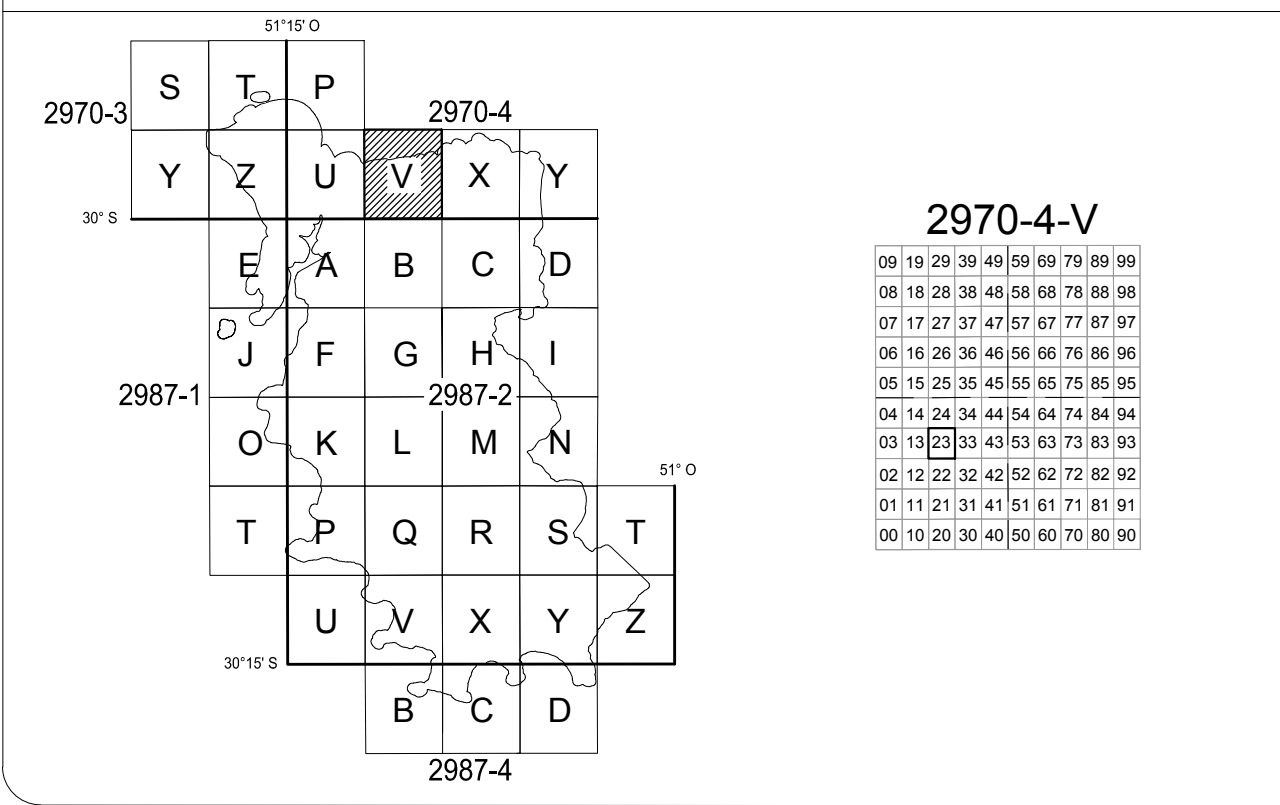 51°15' O
S T P
2970-3
2970-4
Y Z U V X Y
30° S
E A B C D
J F G H I
2987-1
2987-2
O K L M N
51° O
T P Q R S T
U V X Y Z
30°15' S
B C D
2987-4
2970-4-V
09 19 29 39 49 59 69 79 89 99
08 18 28 38 48 58 68 78 88 98
07 17 27 37 47 57 67 77 87 97
06 16 26 36 46 56 66 76 86 96
05 15 25 35 45 55 65 75 85 95
04 14 24 34 44 54 64 74 84 94
03 13 23 33 43 53 63 73 83 93
02 12 22 32 42 52 62 72 82 92
01 11 21 31 41 51 61 71 81 91
00 10 20 30 40 50 60 70 80 90